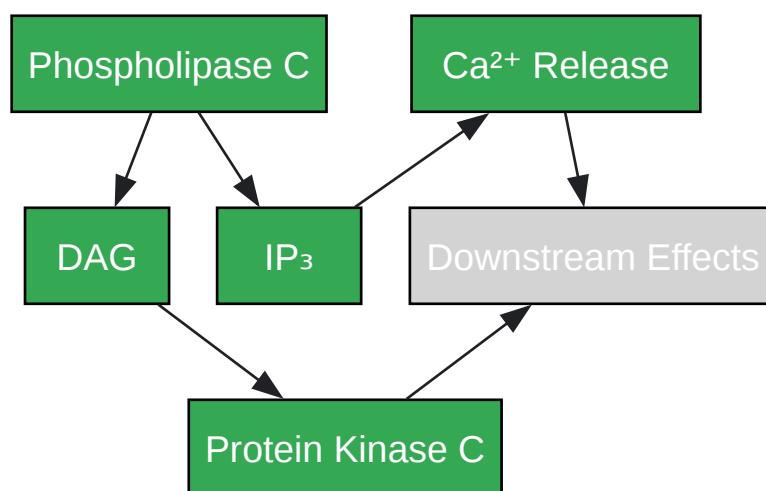 Phospholipase C
Ca²⁺ Release
DAG
IP₃
Downstream Effects
Protein Kinase C